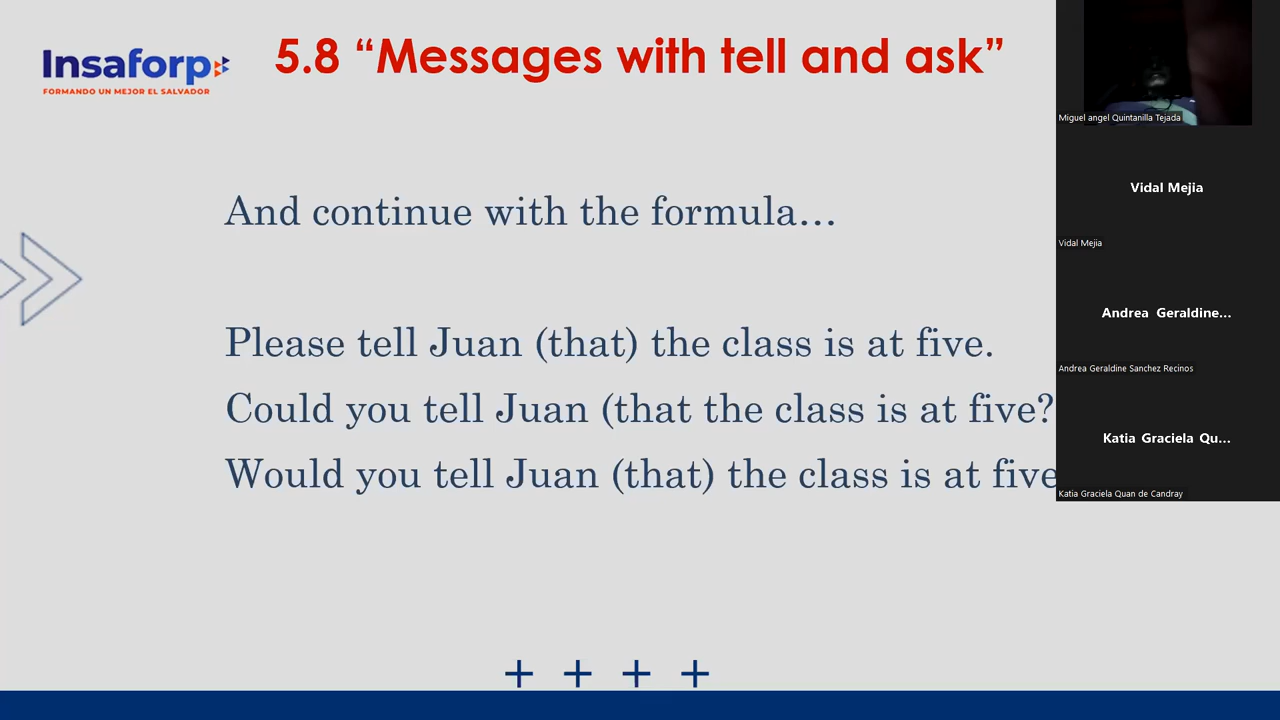 Insaforp
FORMANDO UN MEJOR EL SALVADOR
5.8 “Messages with tell and ask”
And continue with the formula…
Please tell Juan (that) the class is at five.
Could you tell Juan (that the class is at five?
Would you tell Juan (that) the class is at five
Miguel angel Quintanilla Tejada
Vidal Mejia
Vidal Mejia
Andrea Geraldine...
Andrea Geraldine Sanchez Recinos
Katia Graciela Qu...
Katia Graciela Quan de Candray
+ + + +